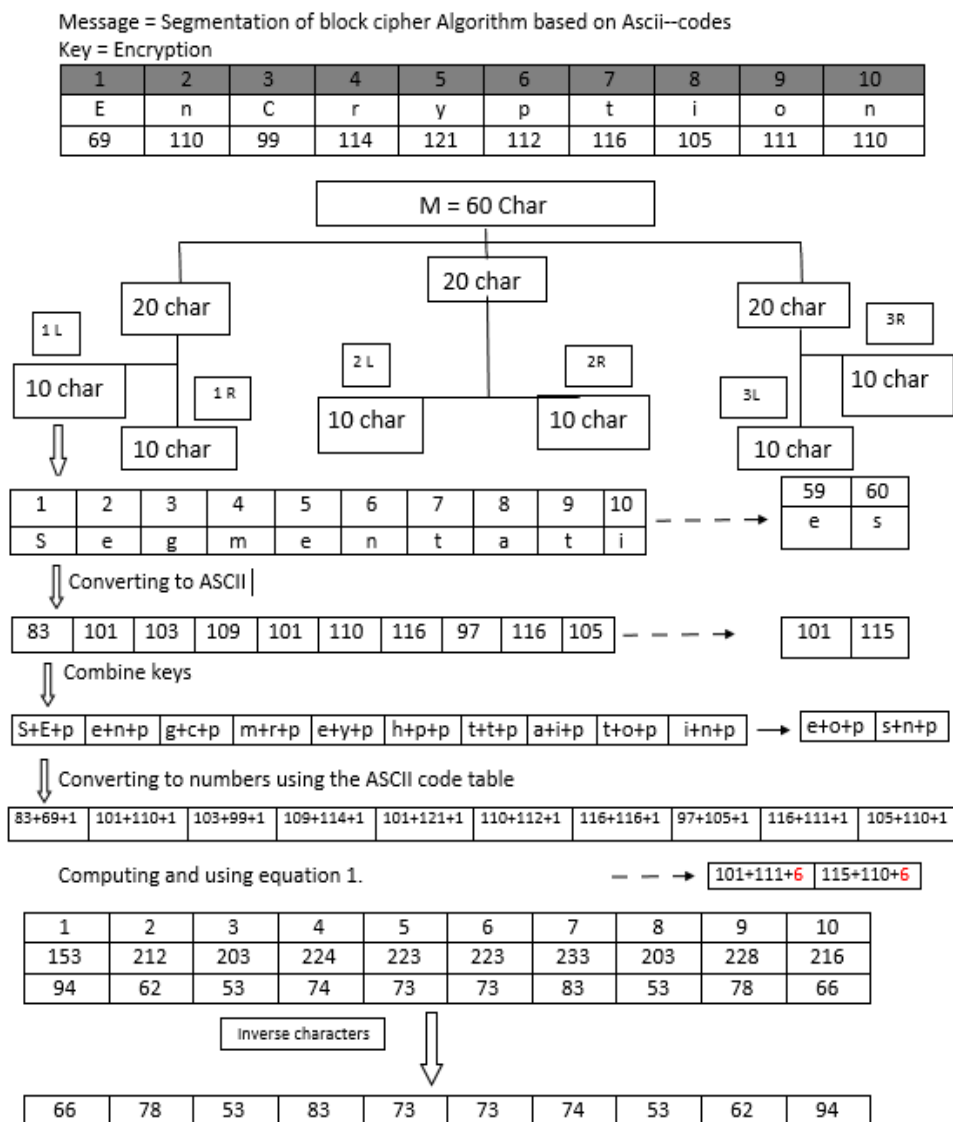 Message = Segmentation of block cipher Algorithm based on Ascii--codes
Key = Encryption
1 2 3 4 5 6 7 8 9 10
E n C r y p t i o n
69 110 99 114 121 112 116 105 111 110
M = 60 Char
20 char 20 char 20 char
1 L 1 R 2 L 2R 3L 3R
10 char 10 char 10 char 10 char 10 char 10 char
1 2 3 4 5 6 7 8 9 10 59 60
S e g m e n t a t i e s
Converting to ASCII
83 101 103 109 101 110 116 97 116 105 101 115
Combine keys
S+E+p e+n+p g+c+p m+r+p e+y+p h+p+p t+t+p a+i+p t+o+p i+n+p e+o+p s+n+p
Converting to numbers using the ASCII code table
83+69+1 101+110+1 103+99+1 109+114+1 101+121+1 110+112+1 116+116+1 97+105+1 116+111+1 105+110+1
Computing and using equation 1. 101+111+6 115+110+6
1 2 3 4 5 6 7 8 9 10
153 212 203 224 223 223 233 203 228 216
94 62 53 74 73 73 83 53 78 66
Inverse characters
66 78 53 83 73 73 74 53 62 94